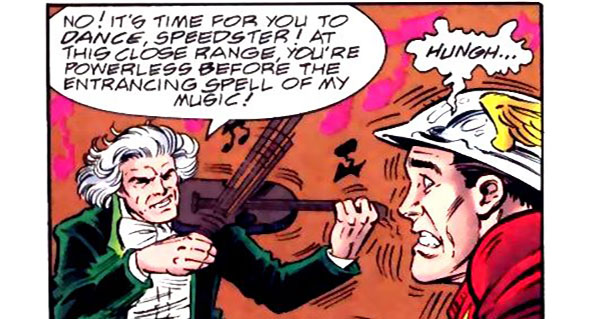 NO! IT'S TIME FOR YOU TO
DANCE, SPEEDSTER! AT
THIS CLOSE RANGE, YOU'RE
POWERLESS BEFORE THE
ENTRANCING SPELL OF MY
MUSIC!
HUNGH...